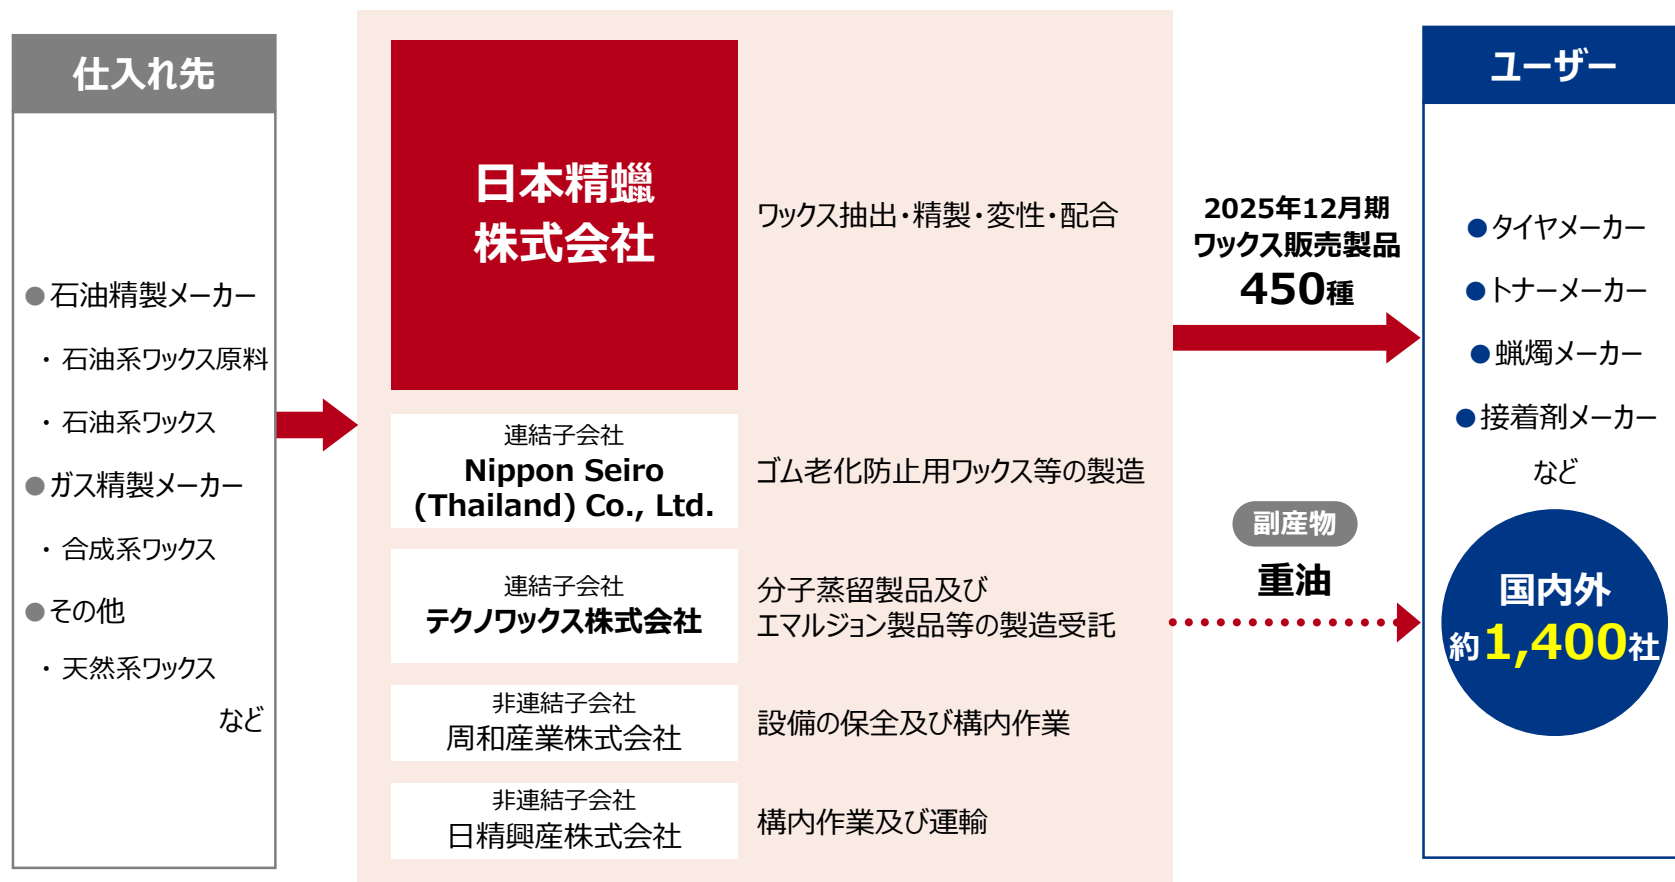 仕入れ先
●石油精製メーカー
・石油系ワックス原料
・石油系ワックス
●ガス精製メーカー
・合成系ワックス
●その他
・天然系ワックス
など
日本精蠟
株式会社
ワックス抽出・精製・変性・配合
連結子会社
Nippon Seiro
(Thailand) Co., Ltd.
ゴム老化防止用ワックス等の製造
連結子会社
テクノワックス株式会社
分子蒸留製品及び
エマルジョン製品等の製造受託
非連結子会社
周和産業株式会社
設備の保全及び構内作業
非連結子会社
日精興産株式会社
構内作業及び運輸
2025年12月期
ワックス販売製品
450種
副産物
重油
ユーザー
●タイヤメーカー
●トナーメーカー
●蝋燭メーカー
●接着剤メーカー
など
国内外
約1,400社